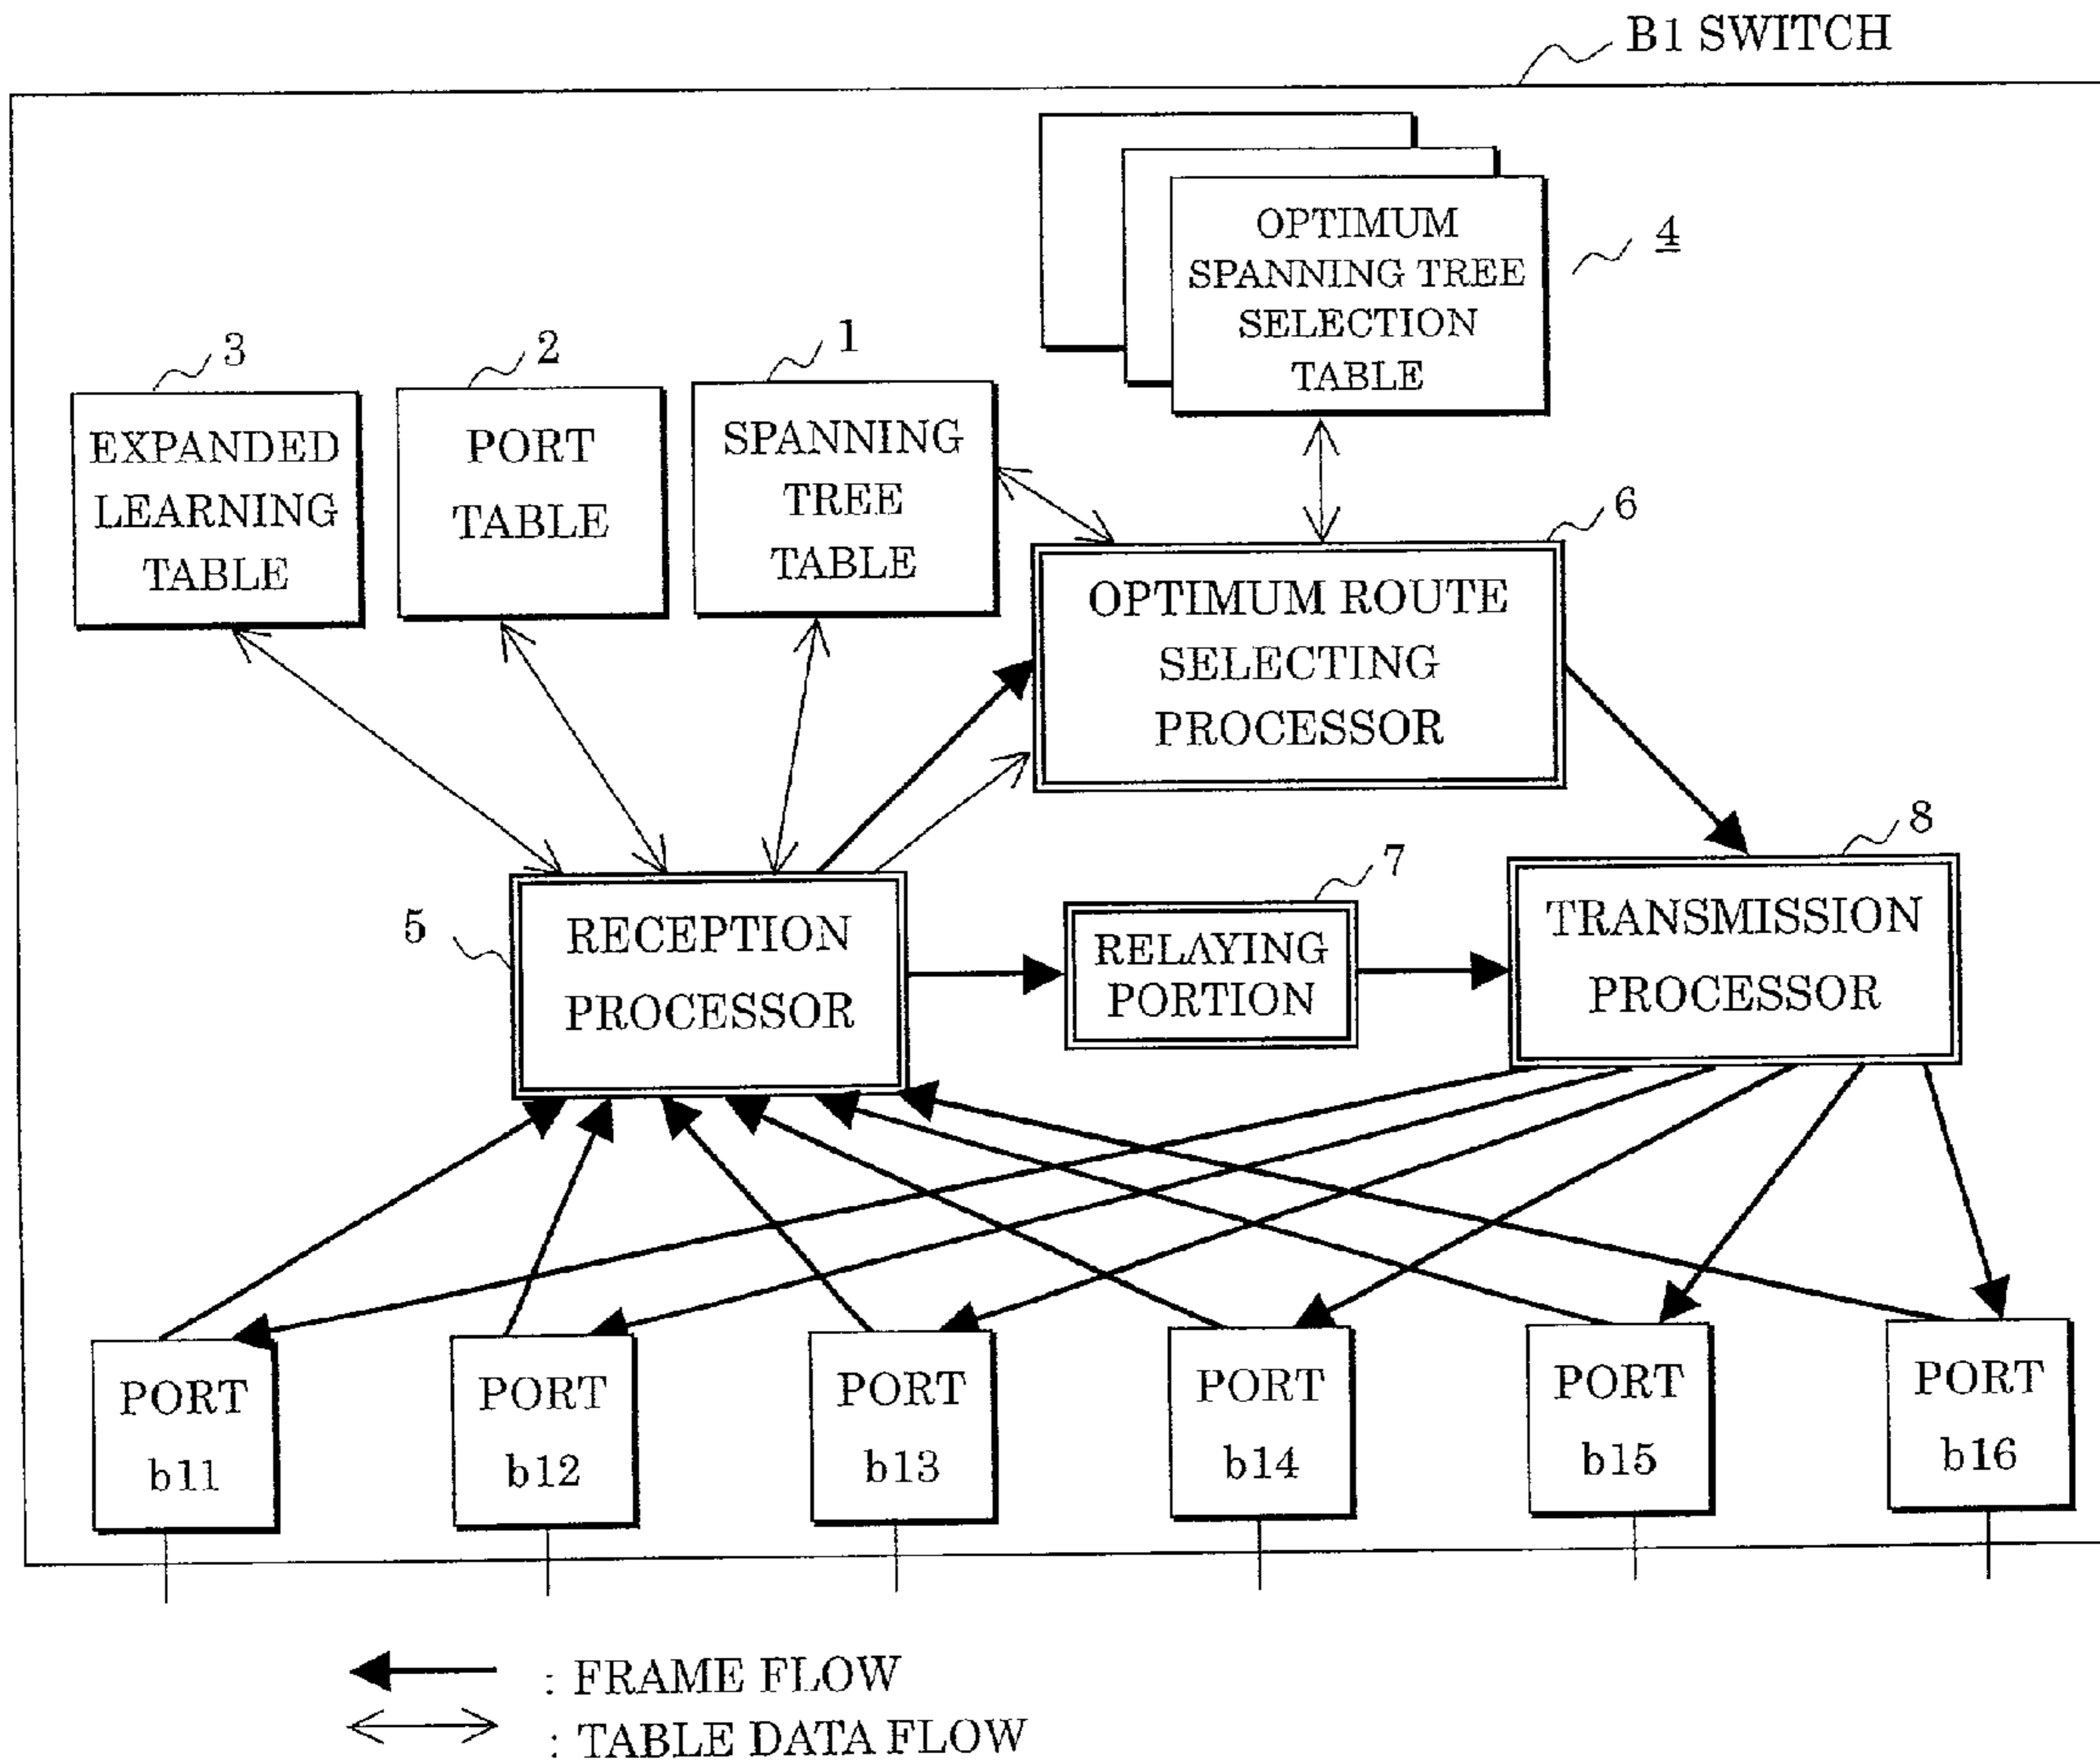 B1 SWITCH
OPTIMUM
SPANNING TREE
SELECTION
TABLE
4
3
EXPANDED
LEARNING
TABLE
2
PORT
TABLE
1
SPANNING
TREE
TABLE
6
OPTIMUM ROUTE
SELECTING
PROCESSOR
5
RECEPTION
PROCESSOR
7
RELAYING
PORTION
8
TRANSMISSION
PROCESSOR
PORT
b11
PORT
b12
PORT
b13
PORT
b14
PORT
b15
PORT
b16
: FRAME FLOW
: TABLE DATA FLOW